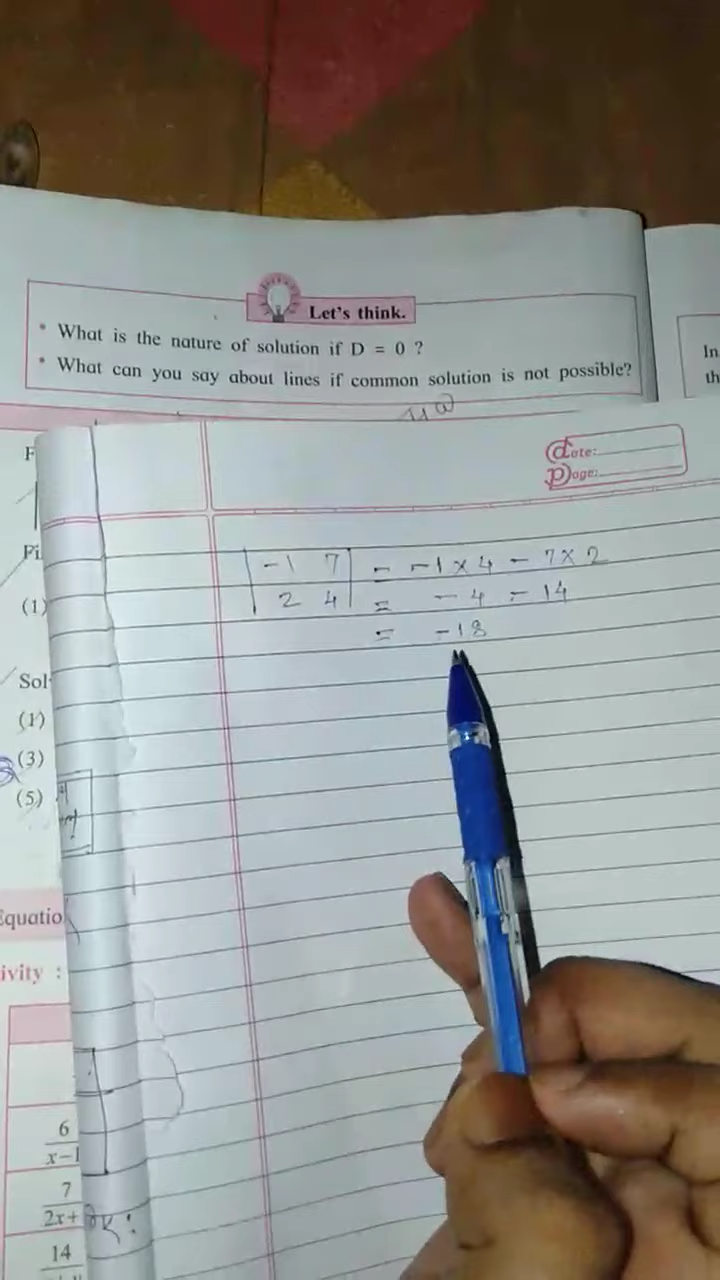 Let's think.
• What is the nature of solution if D = 0 ?
• What can you say about lines if common solution is not possible?
In
th
Date:
Page:
F
Fi
(1)
Sol
(1)
(3)
(5)
| -1 7 | = -1 × 4 - 7 × 2
| 2 4 | = - 4 - 14
= -18
Equatio
ivity :
6
x-1
7
2x+
14